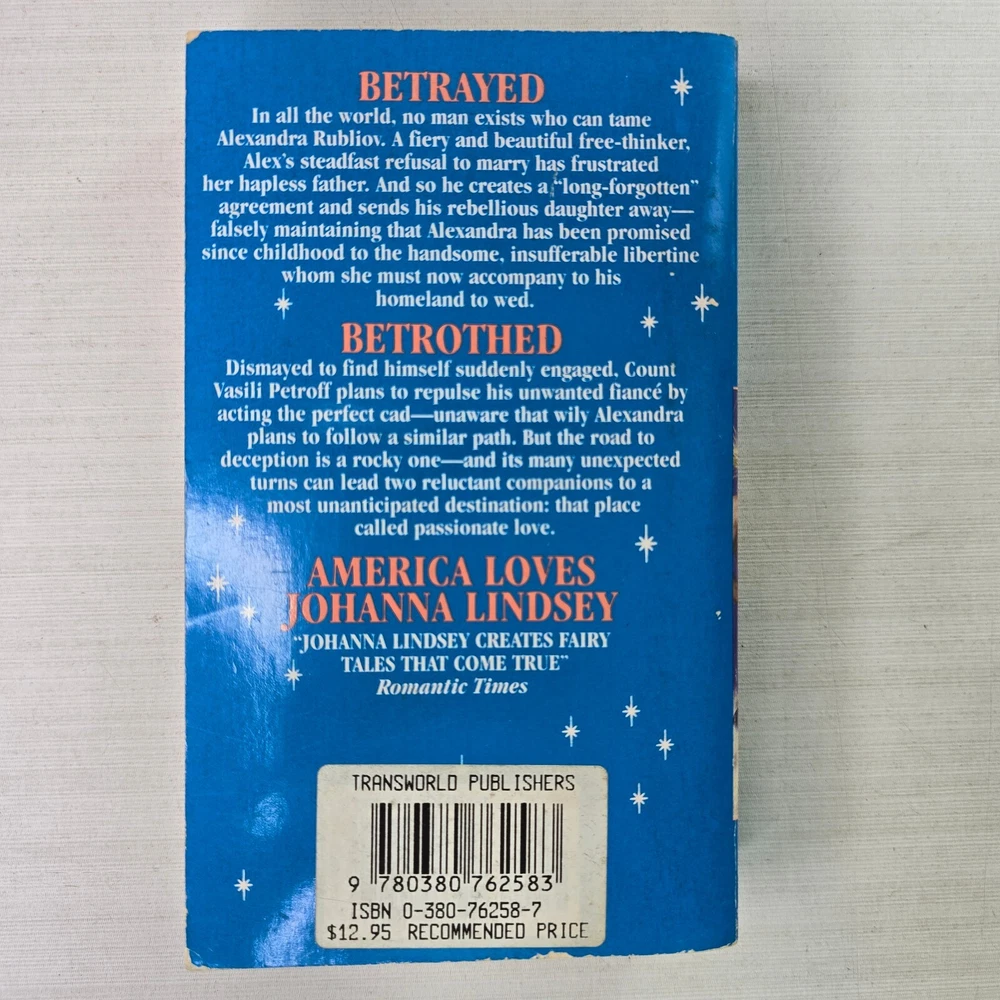 BETRAYED
In all the world, no man exists who can tame
Alexandra Rubliov. A fiery and beautiful free-thinker,
Alex's steadfast refusal to marry has frustrated
her hapless father. And so he creates a "long-forgotten"
agreement and sends his rebellious daughter away—
falsely maintaining that Alexandra has been promised
since childhood to the handsome, insufferable libertine
whom she must now accompany to his
homeland to wed.
BETROTHED
Dismayed to find himself suddenly engaged, Count
Vasili Petroff plans to repulse his unwanted fiancé by
acting the perfect cad—unaware that wily Alexandra
plans to follow a similar path. But the road to
deception is a rocky one—and its many unexpected
turns can lead two reluctant companions to a
most unanticipated destination: that place
called passionate love.
AMERICA LOVES
JOHANNA LINDSEY
"JOHANNA LINDSEY CREATES FAIRY
TALES THAT COME TRUE"
Romantic Times
TRANSWORLD PUBLISHERS
9 780380 762583
ISBN 0-380-76258-7
$12.95 RECOMMENDED PRICE